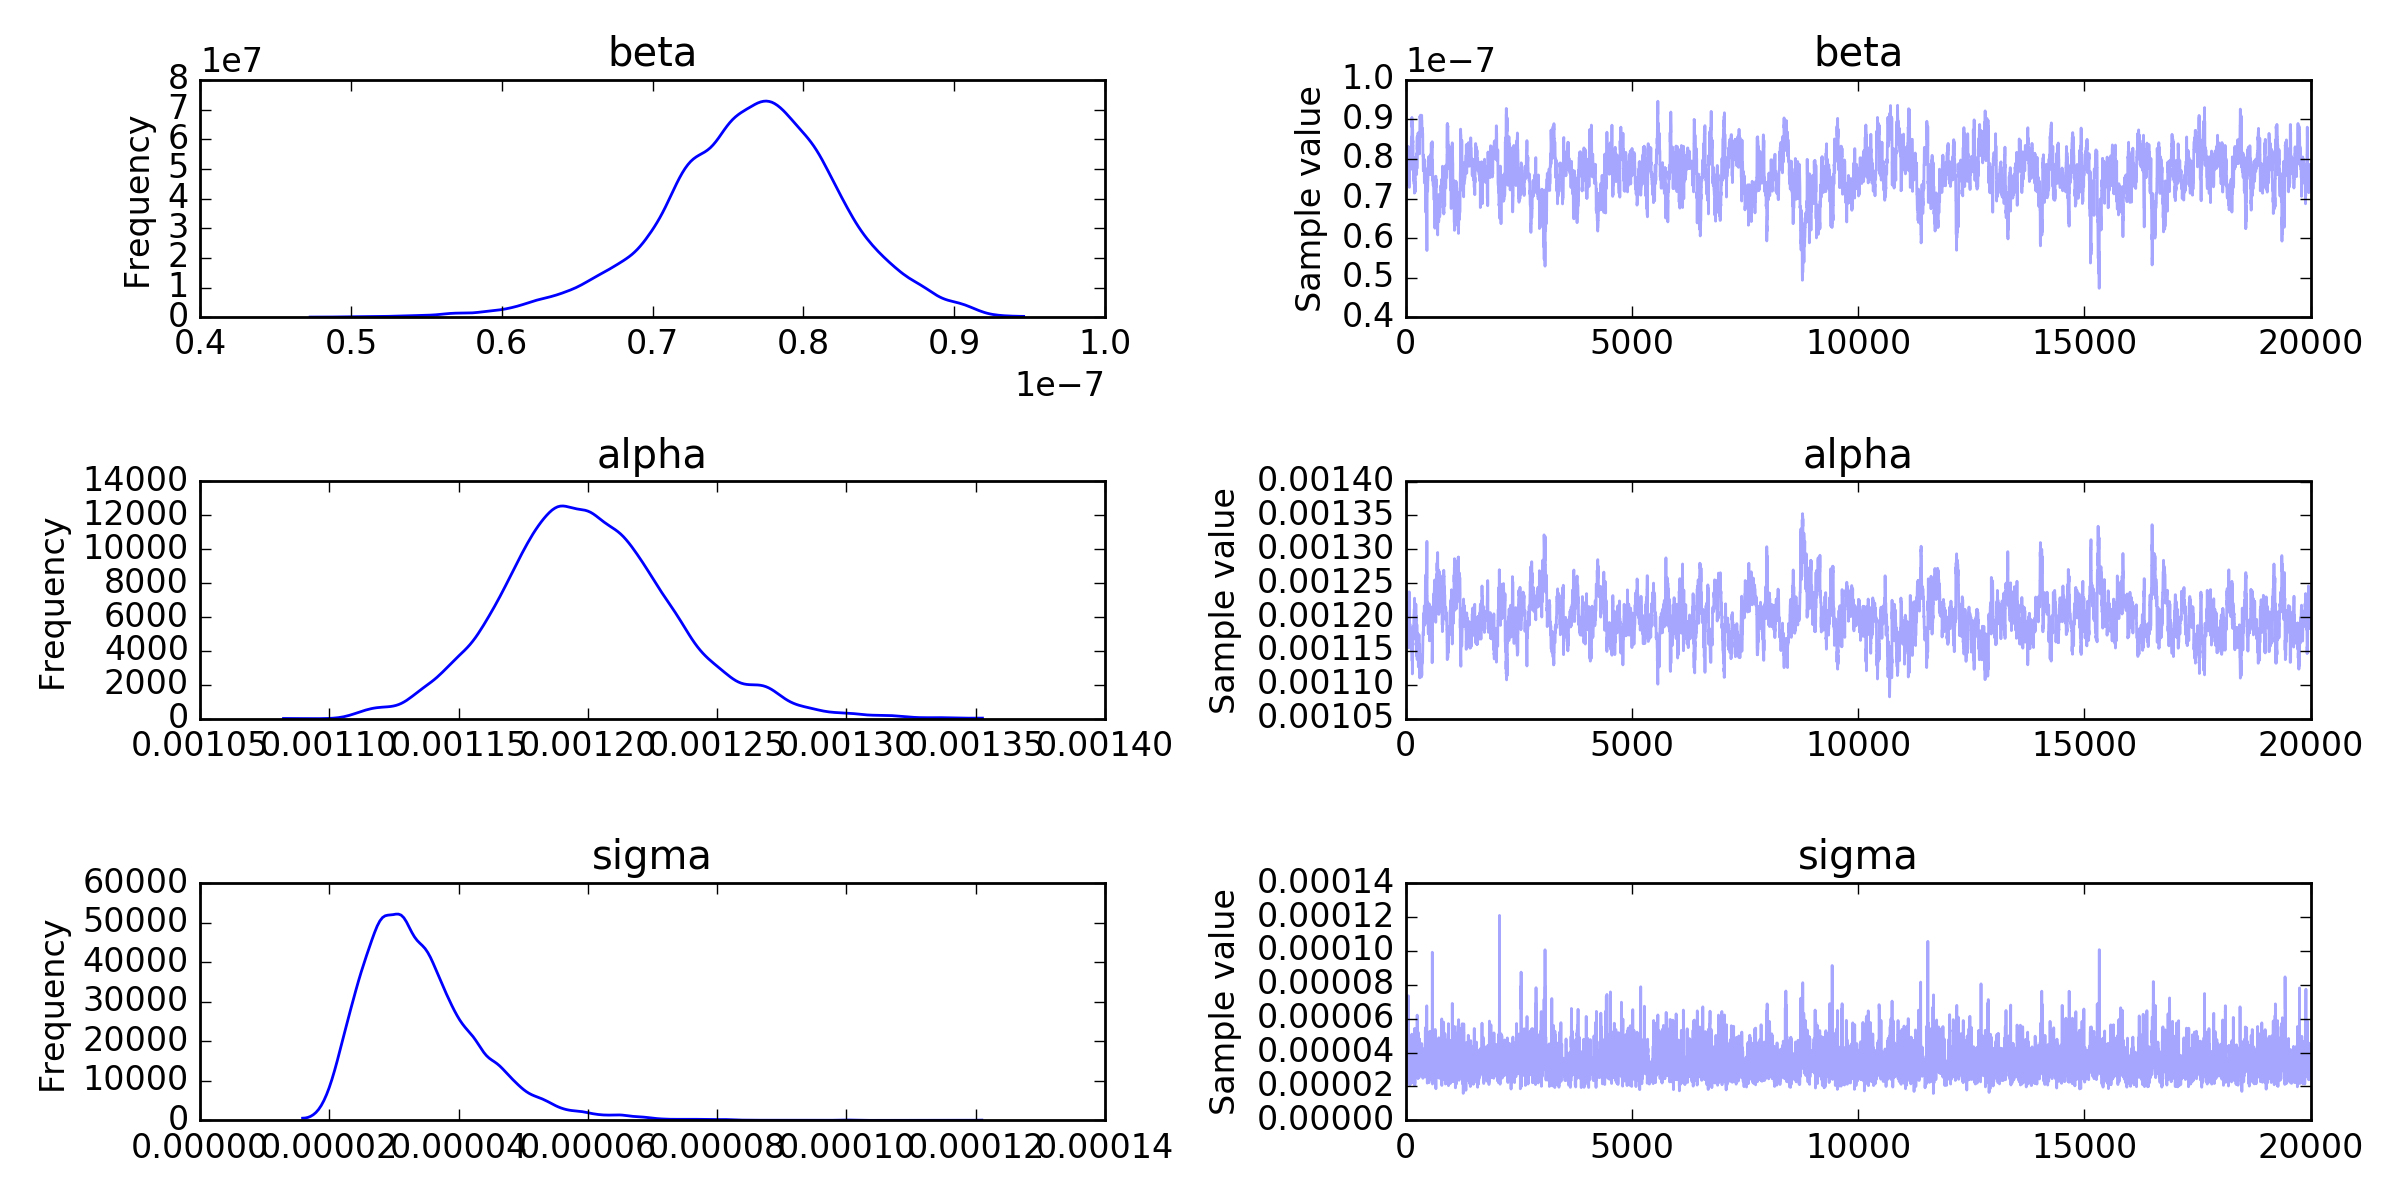 beta
1e7
Frequency
8
7
6
5
4
3
2
1
0
0.4 0.5 0.6 0.7 0.8 0.9 1.0
1e−7
beta
1e−7
Sample value
1.0
0.9
0.8
0.7
0.6
0.5
0.4
0 5000 10000 15000 20000
alpha
Frequency
14000
12000
10000
8000
6000
4000
2000
0
0.00105 0.00110 0.00115 0.00120 0.00125 0.00130 0.00135 0.00140
alpha
Sample value
0.00140
0.00135
0.00130
0.00125
0.00120
0.00115
0.00110
0.00105
0 5000 10000 15000 20000
sigma
Frequency
60000
50000
40000
30000
20000
10000
0
0.00000 0.00002 0.00004 0.00006 0.00008 0.00010 0.00012 0.00014
sigma
Sample value
0.00014
0.00012
0.00010
0.00008
0.00006
0.00004
0.00002
0.00000
0 5000 10000 15000 20000